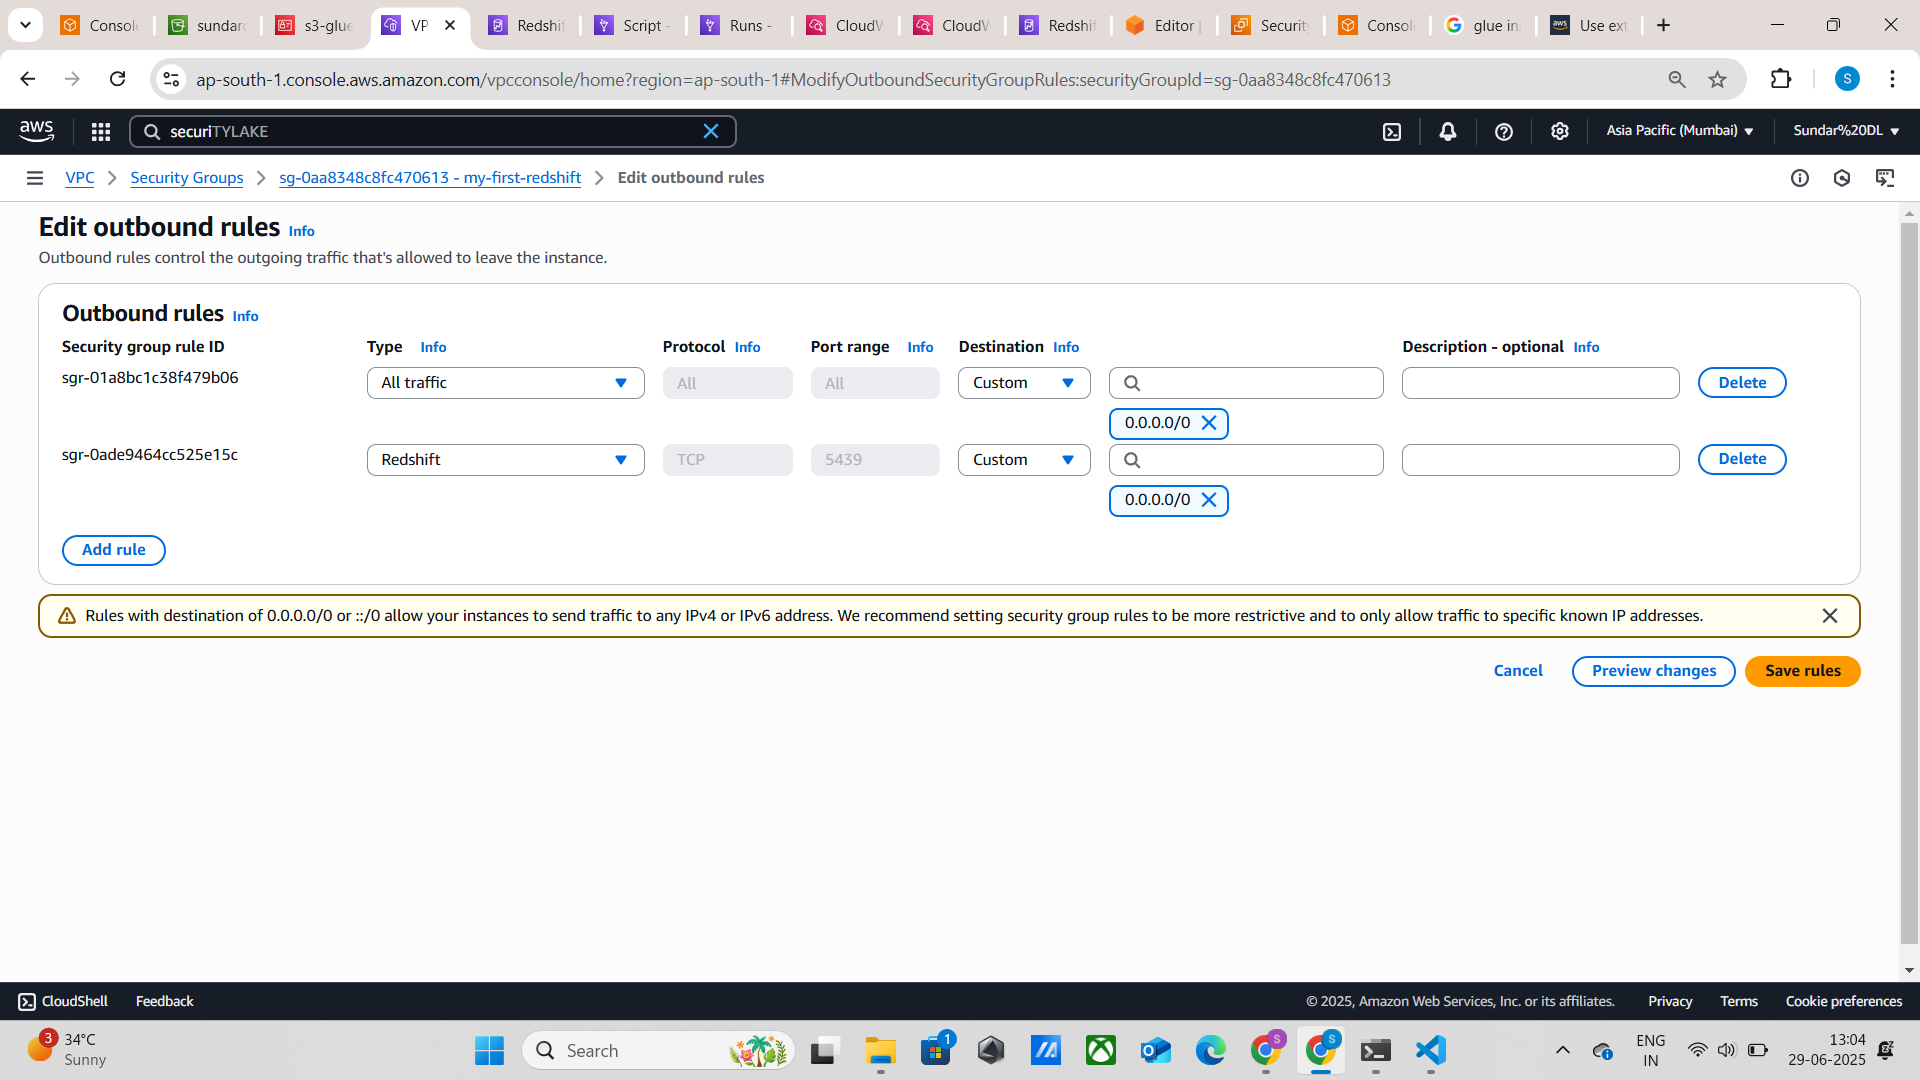 Console
sundar
s3-glue
VP
Redshif
Script -
Runs -
CloudW
CloudW
Redshif
Editor |
Security
Console
glue in
Use ext
ap-south-1.console.aws.amazon.com/vpcconsole/home?region=ap-south-1#ModifyOutboundSecurityGroupRules:securityGroupId=sg-0aa8348c8fc470613
S
aws
securiTYLAKE
Asia Pacific (Mumbai)
Sundar%20DL
VPC
Security Groups
sg-0aa8348c8fc470613 - my-first-redshift
Edit outbound rules
Edit outbound rules Info
Outbound rules control the outgoing traffic that's allowed to leave the instance.
Outbound rules Info
Security group rule ID
Type Info
Protocol Info
Port range Info
Destination Info
Description - optional Info
sgr-01a8bc1c38f479b06
All traffic
All
All
Custom
Delete
0.0.0.0/0
sgr-0ade9464cc525e15c
Redshift
TCP
5439
Custom
Delete
0.0.0.0/0
Add rule
Rules with destination of 0.0.0.0/0 or ::/0 allow your instances to send traffic to any IPv4 or IPv6 address. We recommend setting security group rules to be more restrictive and to only allow traffic to specific known IP addresses.
Cancel
Preview changes
Save rules
CloudShell
Feedback
© 2025, Amazon Web Services, Inc. or its affiliates.
Privacy
Terms
Cookie preferences
3
34°C
Sunny
Search
1
S
S
ENG
IN
13:04
29-06-2025